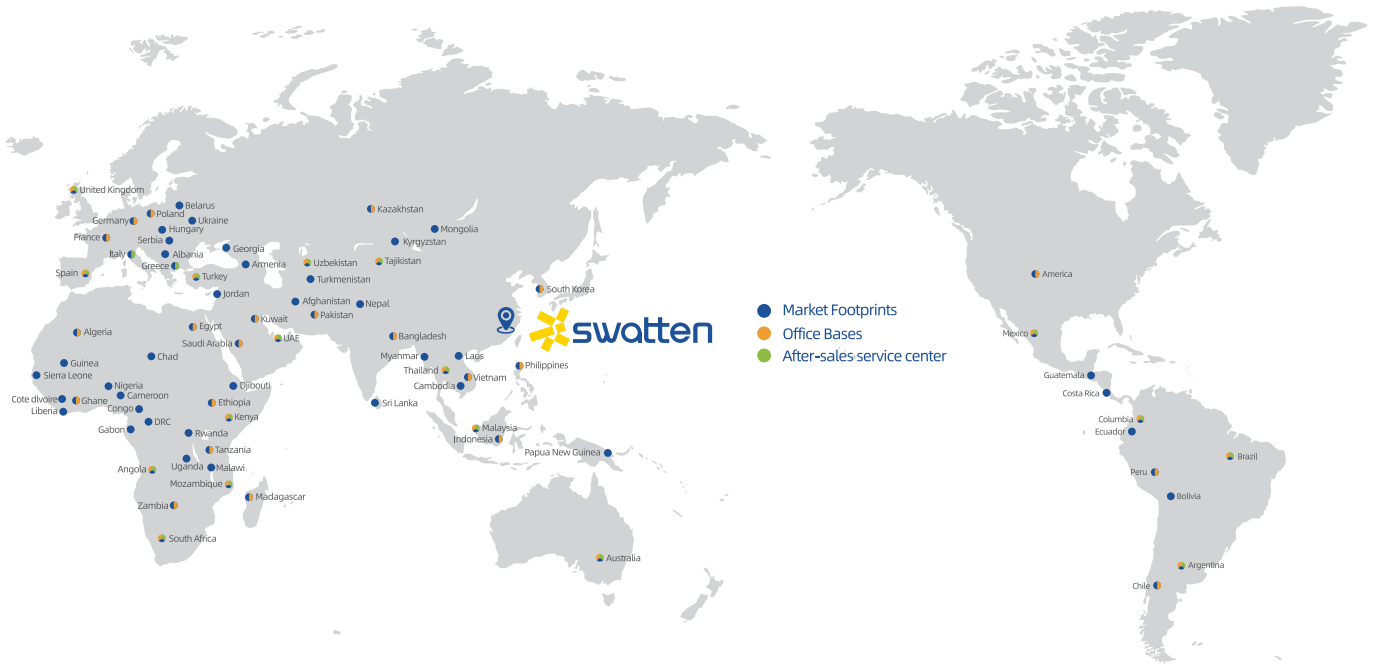 United Kingdom
Belarus
Poland
Germany
Ukraine
Hungary
France
Serbia
Italy
Albania
Georgia
Greece
Armenia
Spain
Turkey
Jordan
Kazakhstan
Mongolia
Kyrgyzstan
Uzbekistan
Tajikistan
Turkmenistan
Afghanistan
Nepal
Pakistan
South Korea
swatten
Kuwait
Algeria
Egypt
Saudi Arabia
UAE
Bangladesh
Chad
Guinea
Sierra Leone
Myanmar
Laos
Thailand
Philippines
Vietnam
Cambodia
Nigeria
Djibouti
Cameroon
Cote dlvoire
Ghane
Ethiopia
Sri Lanka
Liberia
Congo
Kenya
DRC
Gabon
Rwanda
Malaysia
Indonesia
Tanzania
Papua New Guinea
Uganda
Malawi
Angola
Mozambique
Madagascar
Zambia
South Africa
Australia
Market Footprints
Office Bases
After-sales service center
America
Mexico
Guatemala
Costa Rica
Columbia
Ecuador
Brazil
Peru
Bolivia
Argentina
Chile